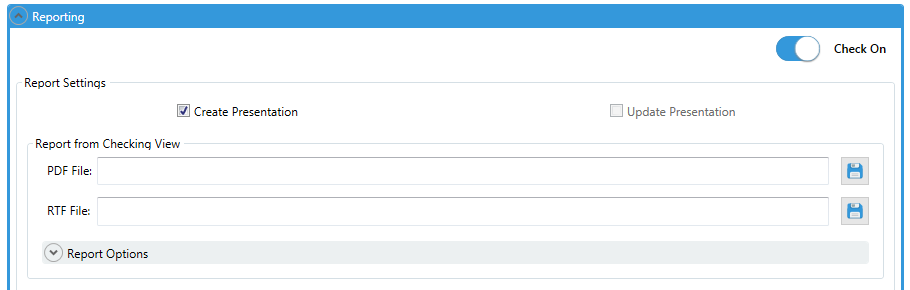 Reporting
Check On
Report Settings
Create Presentation
Update Presentation
Report from Checking View
PDF File:
RTF File:
Report Options